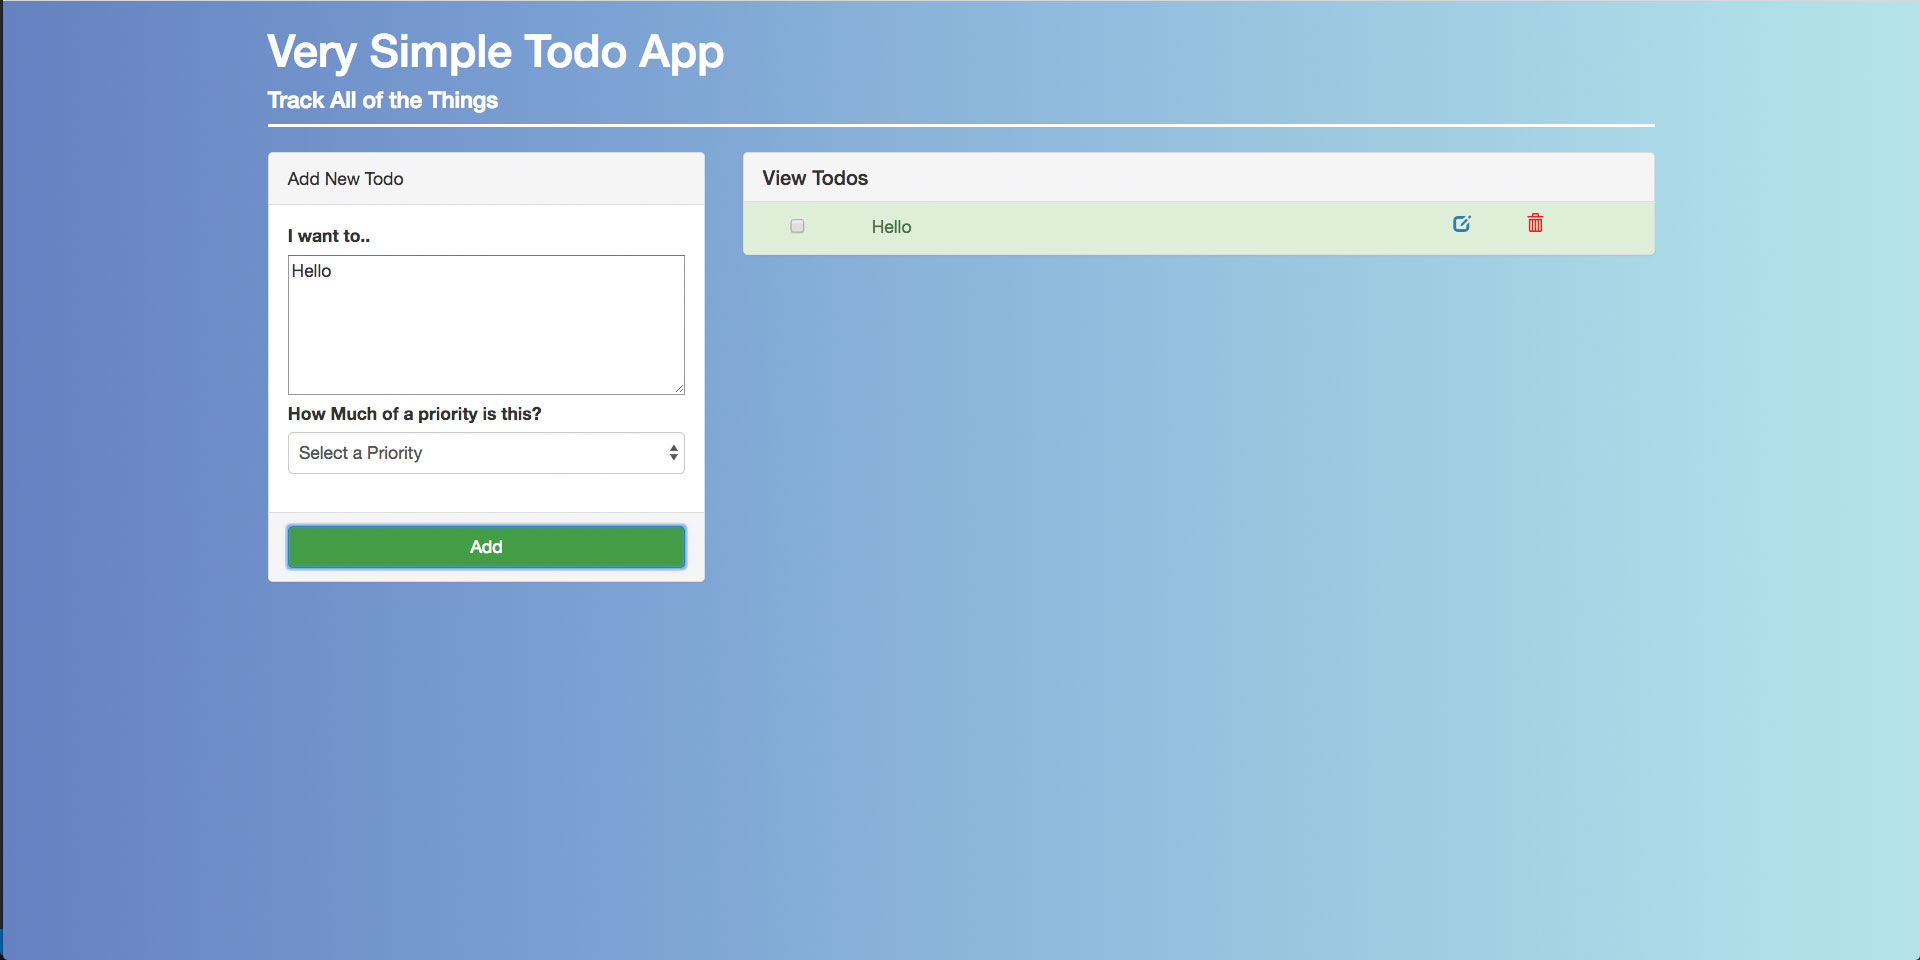 Very Simple Todo App
Track All of the Things
Add New Todo
I want to..
Hello
How Much of a priority is this?
Select a Priority
Add
View Todos
Hello